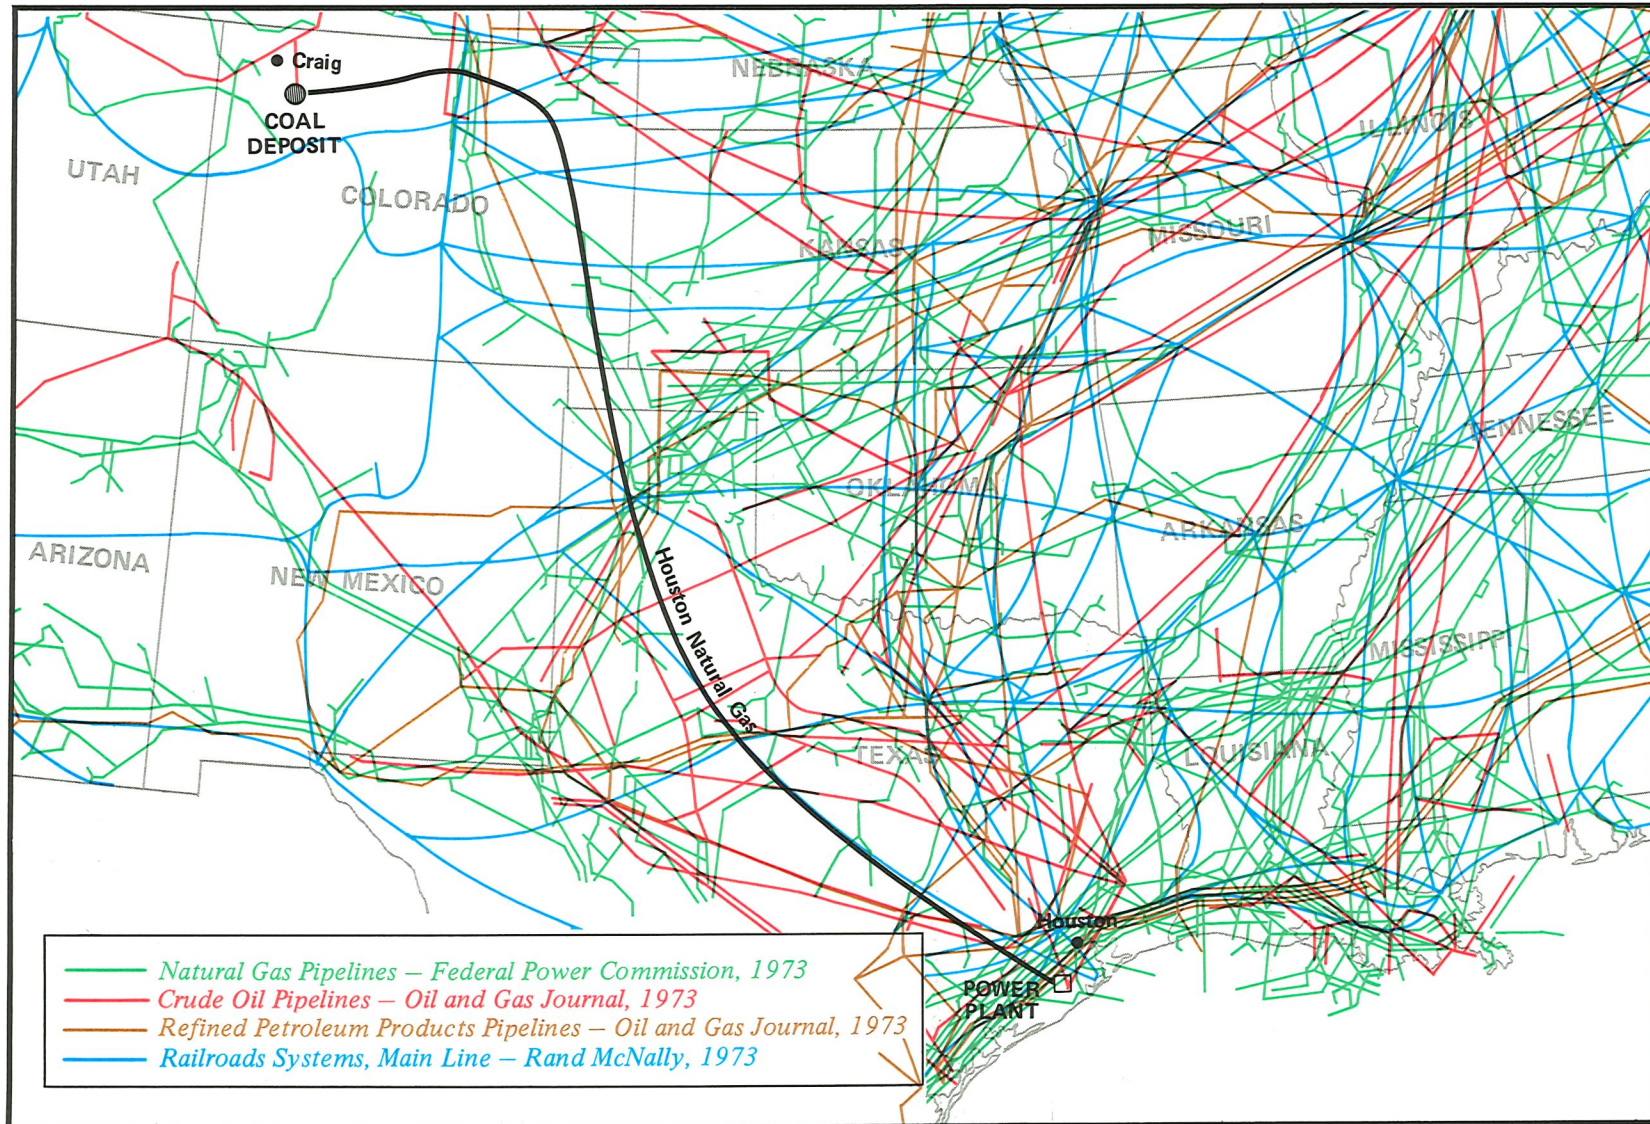 Craig
COAL
DEPOSIT
UTAH
COLORADO
NEBRASKA
ILLINOIS
KANSAS
MISSOURI
TENNESSEE
OKLAHOMA
ARKANSAS
ARIZONA
NEW MEXICO
Houston Natural Gas
MISSISSIPPI
TEXAS
LOUISIANA
Houston
POWER
PLANT
Natural Gas Pipelines — Federal Power Commission, 1973
Crude Oil Pipelines — Oil and Gas Journal, 1973
Refined Petroleum Products Pipelines — Oil and Gas Journal, 1973
Railroads Systems, Main Line — Rand McNally, 1973